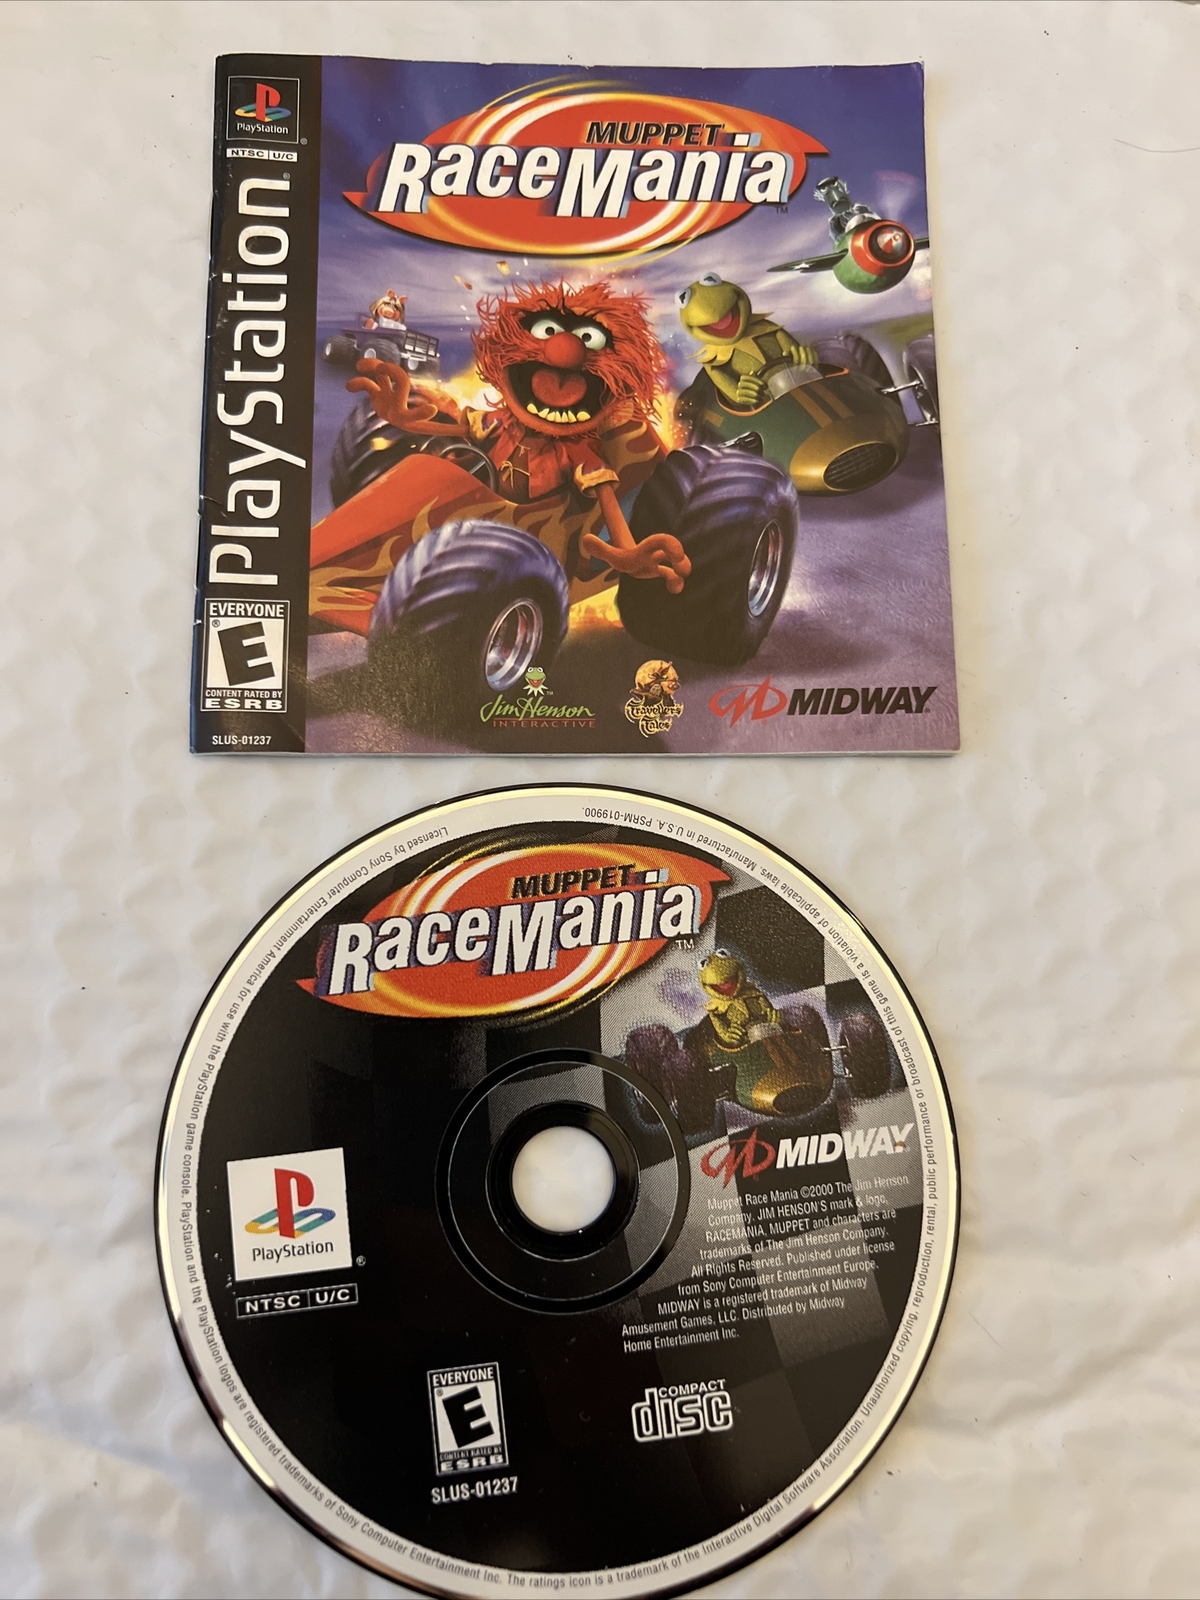 PlayStation
NTSC U/C
PlayStation
MUPPET
RaceMania
TM
EVERYONE
E
CONTENT RATED BY
ESRB
SLUS-01237
Jim Henson
INTERACTIVE
Traveller's
Tales
MIDWAY
Licensed by Sony Computer Entertainment America for use with the PlayStation game console. PlayStation and the PlayStation logos are registered trademarks of Sony Computer Entertainment Inc. The ratings icon is a trademark of the Interactive Digital Software Association. Unauthorized copying, reproduction, rental, public performance or broadcast of this game is a violation of applicable laws. Manufactured in U.S.A. PSRM-019900.
MUPPET
RaceMania
TM
MIDWAY
Muppet Race Mania ©2000 The Jim Henson
Company. JIM HENSON'S mark & logo,
RACEMANIA, MUPPET and characters are
trademarks of The Jim Henson Company.
All Rights Reserved. Published under license
from Sony Computer Entertainment Europe.
MIDWAY is a registered trademark of Midway
Amusement Games, LLC. Distributed by Midway
Home Entertainment Inc.
PlayStation
NTSC U/C
EVERYONE
E
CONTENT RATED BY
ESRB
SLUS-01237
COMPACT
disc